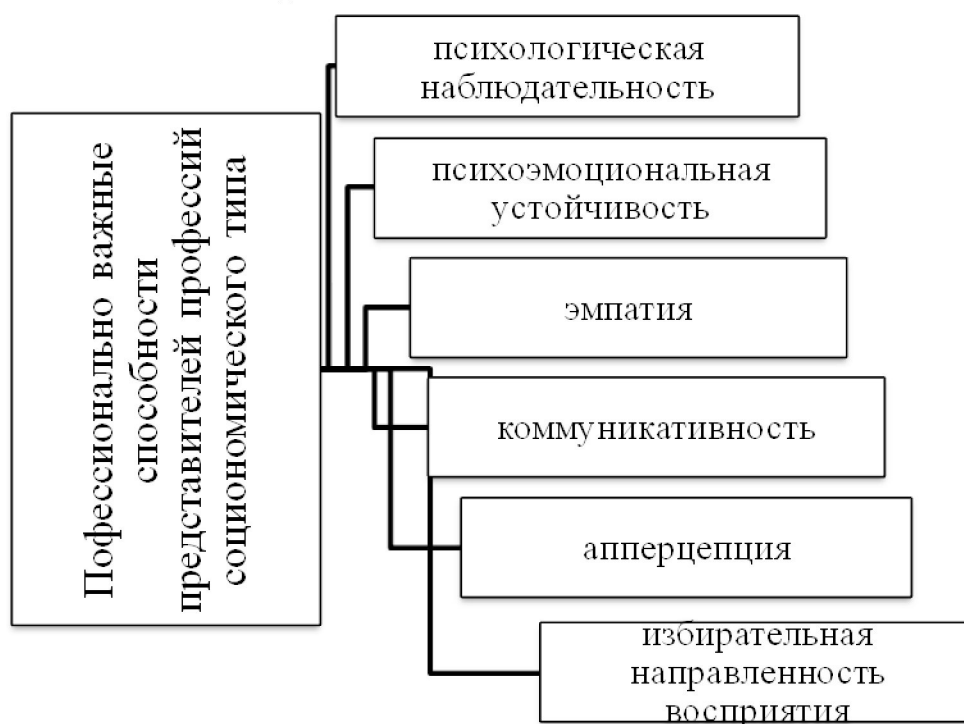 Пофессионально важные
способности
представителей профессий
социономического типа
психологическая
наблюдательность
психоэмоциональная
устойчивость
эмпатия
коммуникативность
апперцепция
избирательная
направленность
восприятия